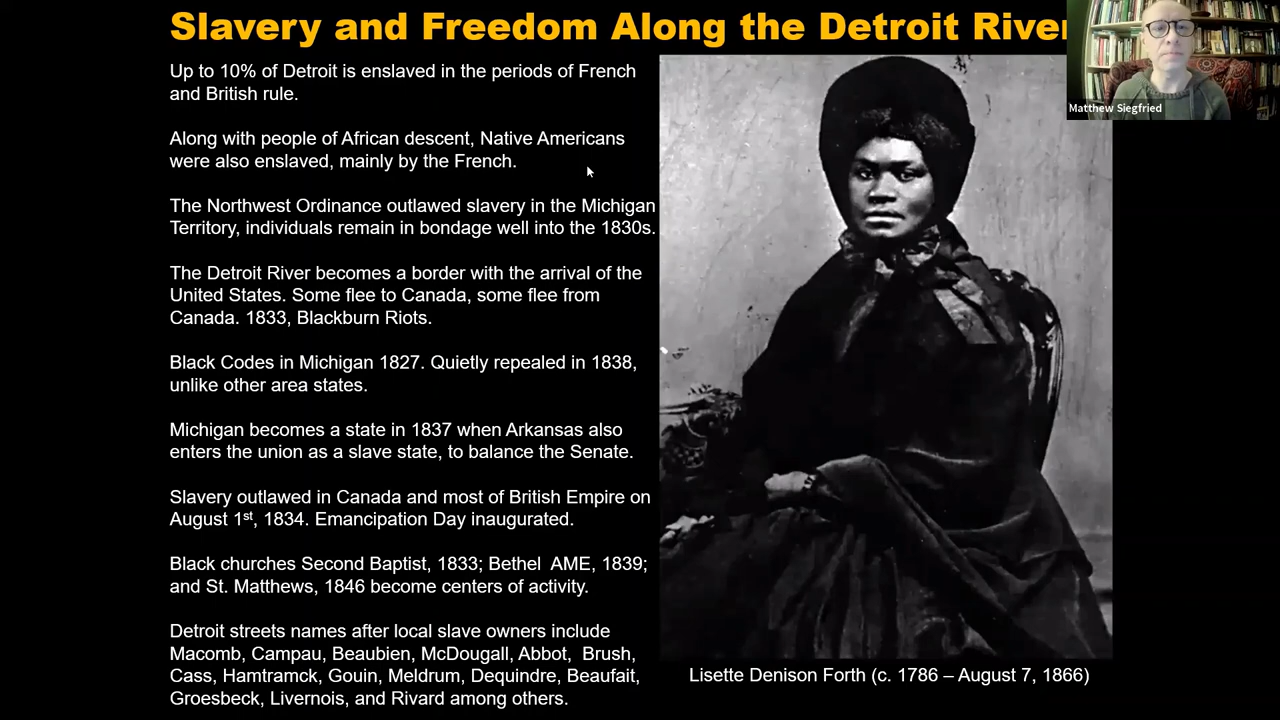 Slavery and Freedom Along the Detroit River
Matthew Siegfried
Up to 10% of Detroit is enslaved in the periods of French
and British rule.
Along with people of African descent, Native Americans
were also enslaved, mainly by the French.
The Northwest Ordinance outlawed slavery in the Michigan
Territory, individuals remain in bondage well into the 1830s.
The Detroit River becomes a border with the arrival of the
United States. Some flee to Canada, some flee from
Canada. 1833, Blackburn Riots.
Black Codes in Michigan 1827. Quietly repealed in 1838,
unlike other area states.
Michigan becomes a state in 1837 when Arkansas also
enters the union as a slave state, to balance the Senate.
Slavery outlawed in Canada and most of British Empire on
August 1st, 1834. Emancipation Day inaugurated.
Black churches Second Baptist, 1833; Bethel  AME, 1839;
and St. Matthews, 1846 become centers of activity.
Detroit streets names after local slave owners include
Macomb, Campau, Beaubien, McDougall, Abbot,  Brush,
Cass, Hamtramck, Gouin, Meldrum, Dequindre, Beaufait,
Groesbeck, Livernois, and Rivard among others.
Lisette Denison Forth (c. 1786 – August 7, 1866)